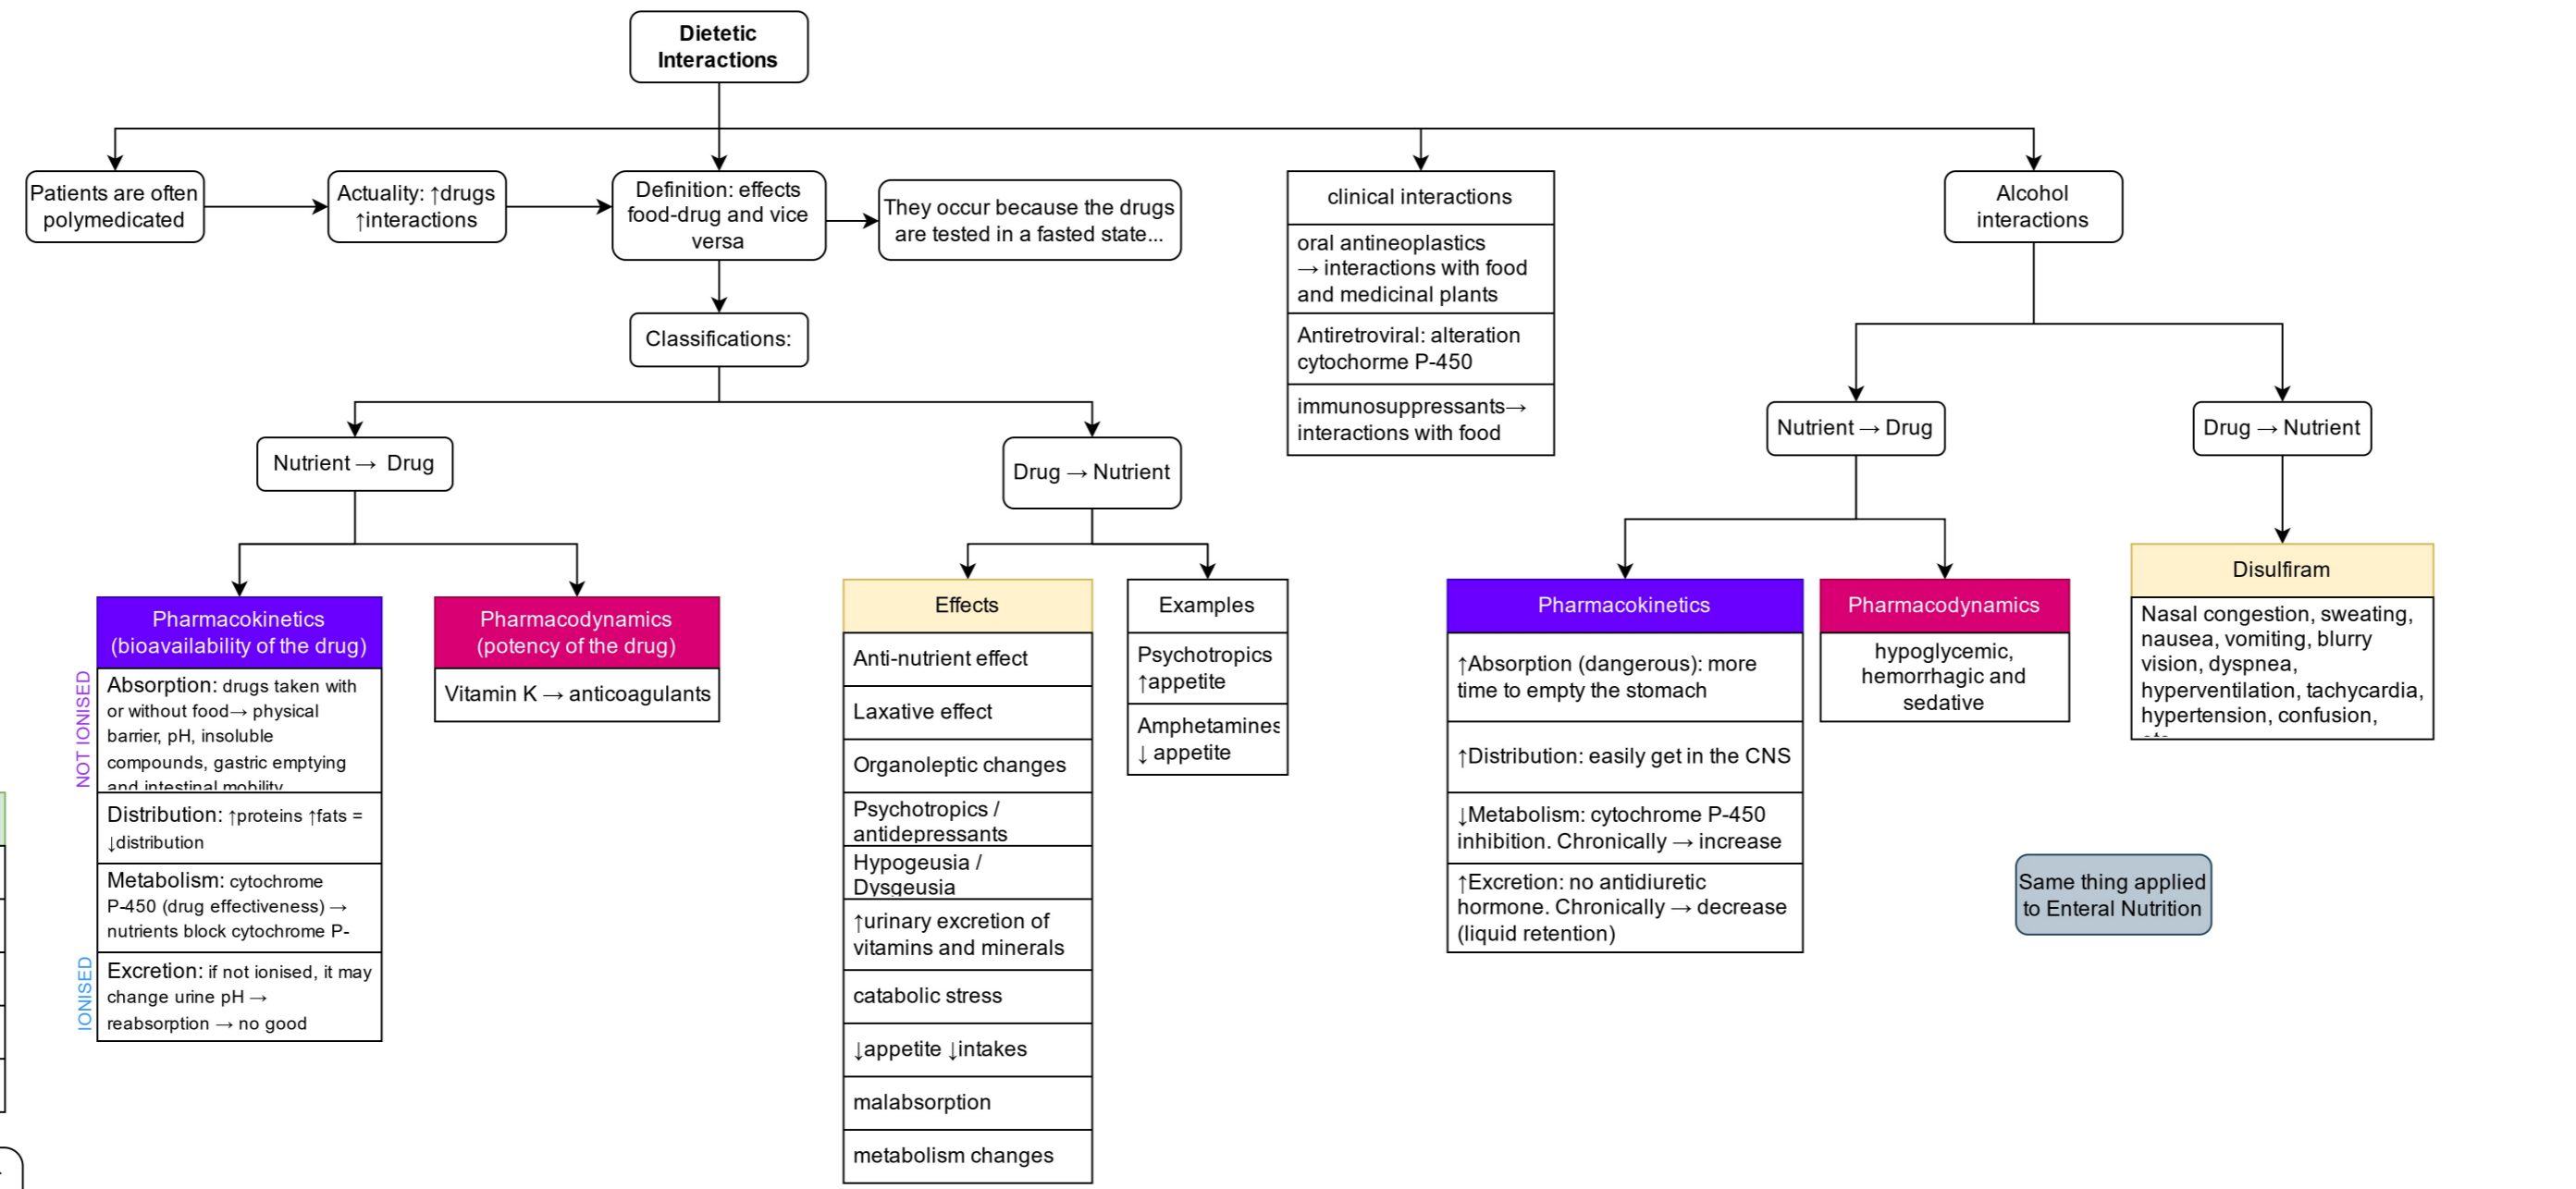 Dietetic
Interactions
Patients are often
polymedicated
Actuality: ↑drugs
↑interactions
Definition: effects
food-drug and vice
versa
They occur because the drugs
are tested in a fasted state...
clinical interactions
oral antineoplastics
→ interactions with food
and medicinal plants
Antiretroviral: alteration
cytochorme P-450
immunosuppressants→
interactions with food
Alcohol
interactions
Classifications:
Nutrient → Drug
Drug → Nutrient
Nutrient → Drug
Drug → Nutrient
Pharmacokinetics
(bioavailability of the drug)
NOT IONISED
Absorption: drugs taken with
or without food→ physical
barrier, pH, insoluble
compounds, gastric emptying
and intestinal mobility
Distribution: ↑proteins ↑fats =
↓distribution
Metabolism: cytochrome
P-450 (drug effectiveness) →
nutrients block cytochrome P-
IONISED
Excretion: if not ionised, it may
change urine pH →
reabsorption → no good
Pharmacodynamics
(potency of the drug)
Vitamin K → anticoagulants
Effects
Anti-nutrient effect
Laxative effect
Organoleptic changes
Psychotropics /
antidepressants
Hypogeusia /
Dysgeusia
↑urinary excretion of
vitamins and minerals
catabolic stress
↓appetite ↓intakes
malabsorption
metabolism changes
Examples
Psychotropics
↑appetite
Amphetamines
↓ appetite
Pharmacokinetics
↑Absorption (dangerous): more
time to empty the stomach
↑Distribution: easily get in the CNS
↓Metabolism: cytochrome P-450
inhibition. Chronically → increase
↑Excretion: no antidiuretic
hormone. Chronically → decrease
(liquid retention)
Pharmacodynamics
hypoglycemic,
hemorrhagic and
sedative
Disulfiram
Nasal congestion, sweating,
nausea, vomiting, blurry
vision, dyspnea,
hyperventilation, tachycardia,
hypertension, confusion,
Same thing applied
to Enteral Nutrition